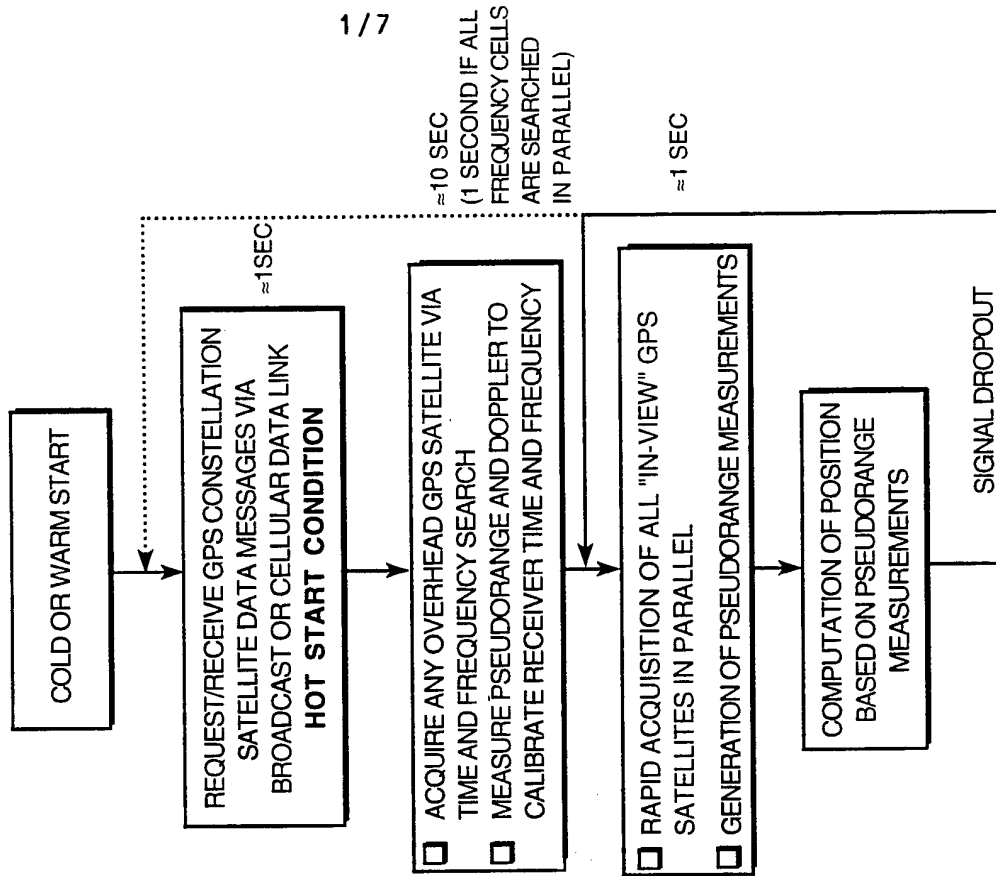 1/7
COLD OR WARM START
REQUEST/RECEIVE GPS CONSTELLATION
SATELLITE DATA MESSAGES VIA
BROADCAST OR CELLULAR DATA LINK
HOT START CONDITION
≈1SEC
ACQUIRE ANY OVERHEAD GPS SATELLITE VIA
TIME AND FREQUENCY SEARCH
MEASURE PSEUDORANGE AND DOPPLER TO
CALIBRATE RECEIVER TIME AND FREQUENCY
≈10 SEC
(1 SECOND IF ALL
FREQUENCY CELLS
ARE SEARCHED
IN PARALLEL)
RAPID ACQUISITION OF ALL "IN-VIEW" GPS
SATELLITES IN PARALLEL
GENERATION OF PSEUDORANGE MEASUREMENTS
≈1 SEC
COMPUTATION OF POSITION
BASED ON PSEUDORANGE
MEASUREMENTS
SIGNAL DROPOUT